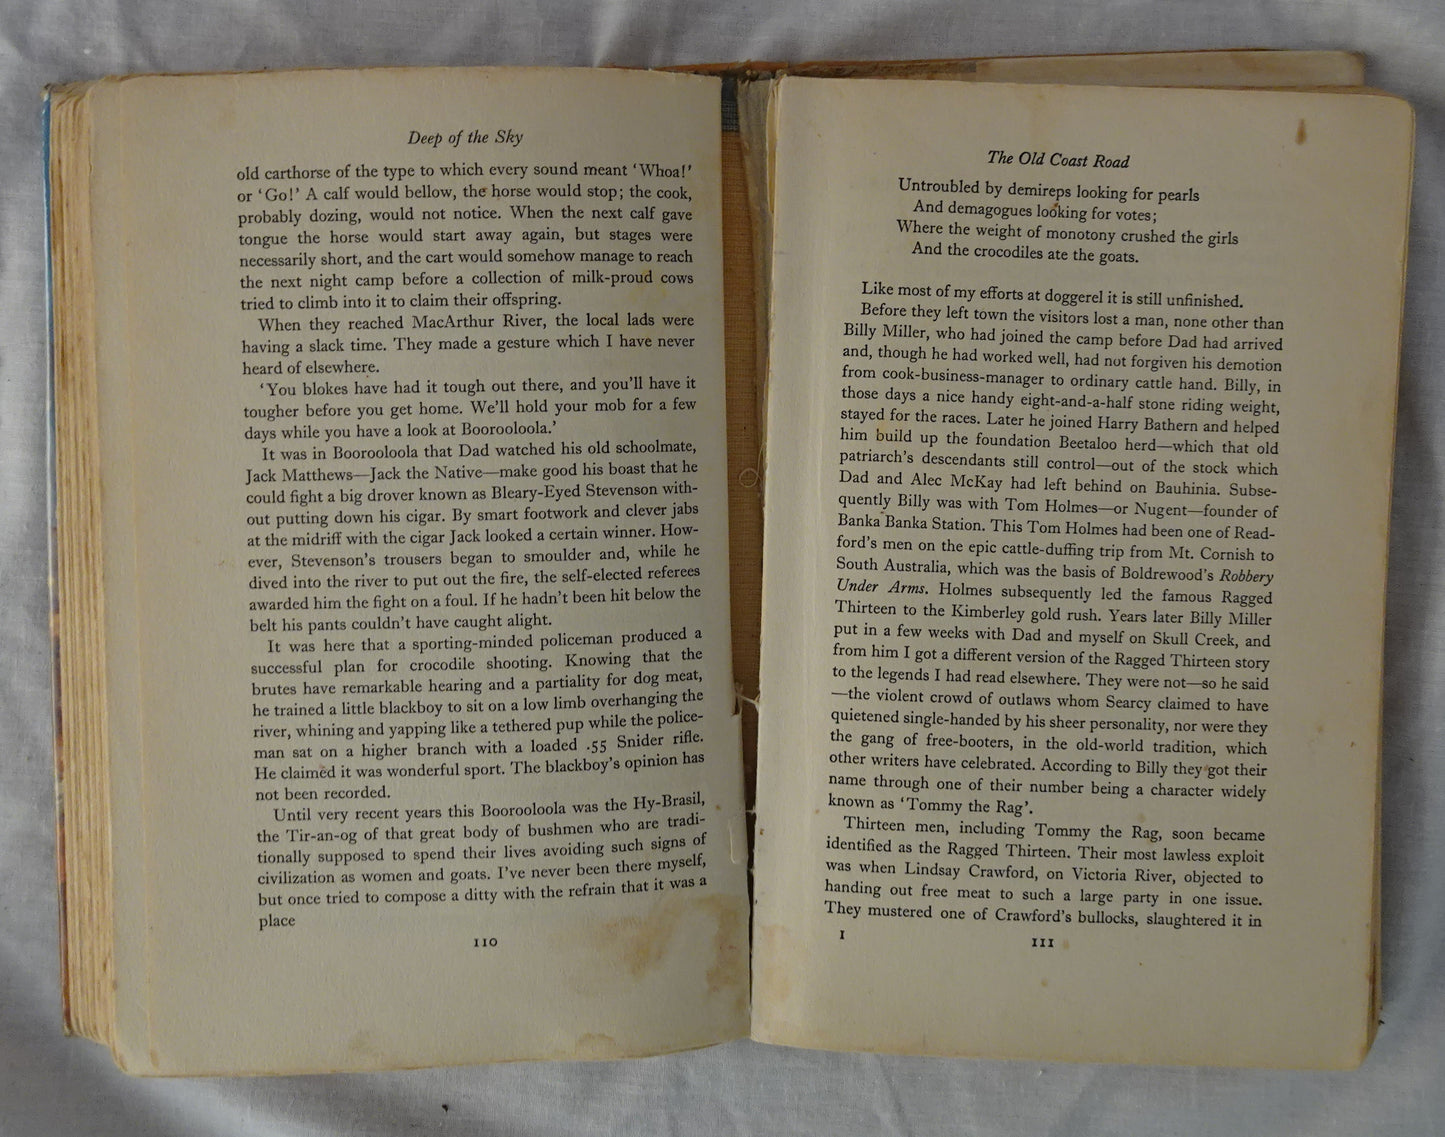 Deep of the Sky
old carthorse of the type to which every sound meant ‘Whoa!’
or ‘Go!’ A calf would bellow, the horse would stop; the cook,
probably dozing, would not notice. When the next calf gave
tongue the horse would start away again, but stages were
necessarily short, and the cart would somehow manage to reach
the next night camp before a collection of milk-proud cows
tried to climb into it to claim their offspring.
When they reached MacArthur River, the local lads were
having a slack time. They made a gesture which I have never
heard of elsewhere.
‘You blokes have had it tough out there, and you’ll have it
tougher before you get home. We’ll hold your mob for a few
days while you have a look at Borooloola.’
It was in Borooloola that Dad watched his old schoolmate,
Jack Matthews—Jack the Native—make good his boast that he
could fight a big drover known as Bleary-Eyed Stevenson with-
out putting down his cigar. By smart footwork and clever jabs
at the midriff with the cigar Jack looked a certain winner. How-
ever, Stevenson’s trousers began to smoulder and, while he
dived into the river to put out the fire, the self-elected referees
awarded him the fight on a foul. If he hadn’t been hit below the
belt his pants couldn’t have caught alight.
It was here that a sporting-minded policeman produced a
successful plan for crocodile shooting. Knowing that the
brutes have remarkable hearing and a partiality for dog meat,
he trained a little blackboy to sit on a low limb overhanging the
river, whining and yapping like a tethered pup while the police-
man sat on a higher branch with a loaded .55 Snider rifle.
He claimed it was wonderful sport. The blackboy’s opinion has
not been recorded.
Until very recent years this Borooloola was the Hy-Brasil,
the Tir-an-og of that great body of bushmen who are tradi-
tionally supposed to spend their lives avoiding such signs of
civilization as women and goats. I’ve never been there myself,
but once tried to compose a ditty with the refrain that it was a
place
110
The Old Coast Road
Untroubled by demireps looking for pearls
And demagogues looking for votes;
Where the weight of monotony crushed the girls
And the crocodiles ate the goats.
Like most of my efforts at doggerel it is still unfinished.
Before they left town the visitors lost a man, none other than
Billy Miller, who had joined the camp before Dad had arrived
and, though he had worked well, had not forgiven his demotion
from cook-business-manager to ordinary cattle hand. Billy, in
those days a nice handy eight-and-a-half stone riding weight,
stayed for the races. Later he joined Harry Bathern and helped
him build up the foundation Beetaloo herd—which that old
patriarch’s descendants still control—out of the stock which
Dad and Alec McKay had left behind on Bauhinia. Subse-
quently Billy was with Tom Holmes—or Nugent—founder of
Banka Banka Station. This Tom Holmes had been one of Read-
ford’s men on the epic cattle-duffing trip from Mt. Cornish to
South Australia, which was the basis of Boldrewood’s Robbery
Under Arms. Holmes subsequently led the famous Ragged
Thirteen to the Kimberley gold rush. Years later Billy Miller
put in a few weeks with Dad and myself on Skull Creek, and
from him I got a different version of the Ragged Thirteen story
to the legends I had read elsewhere. They were not—so he said
—the violent crowd of outlaws whom Searcy claimed to have
quietened single-handed by his sheer personality, nor were they
the gang of free-booters, in the old-world tradition, which
other writers have celebrated. According to Billy they got their
name through one of their number being a character widely
known as ‘Tommy the Rag’.
Thirteen men, including Tommy the Rag, soon became
identified as the Ragged Thirteen. Their most lawless exploit
was when Lindsay Crawford, on Victoria River, objected to
handing out free meat to such a large party in one issue.
They mustered one of Crawford’s bullocks, slaughtered it in
I
111